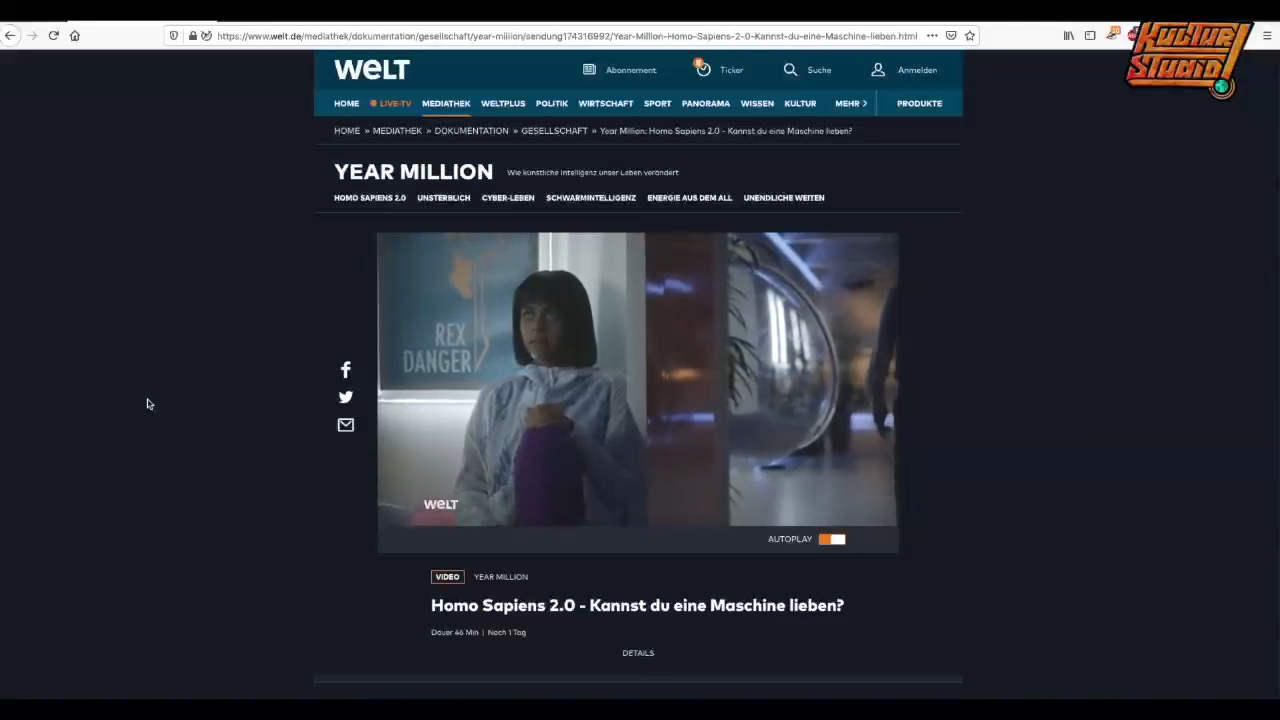 https://www.welt.de/mediathek/dokumentation/gesellschaft/year-million/sendung174316992/Year-Million-Homo-Sapiens-2-0-Kannst-du-eine-Maschine-lieben.html
KULTUR
STUDIO!
WELT
Abonnement
Ticker
Suche
Anmelden
HOME
LIVE-TV
MEDIATHEK
WELTPLUS
POLITIK
WIRTSCHAFT
SPORT
PANORAMA
WISSEN
KULTUR
MEHR
PRODUKTE
HOME » MEDIATHEK » DOKUMENTATION » GESELLSCHAFT » Year Million: Homo Sapiens 2.0 - Kannst du eine Maschine lieben?
YEAR MILLION
Wie künstliche Intelligenz unser Leben verändert
HOMO SAPIENS 2.0
UNSTERBLICH
CYBER-LEBEN
SCHWARMINTELLIGENZ
ENERGIE AUS DEM ALL
UNENDLICHE WEITEN
REX
DANGER
WELT
AUTOPLAY
VIDEO
YEAR MILLION
Homo Sapiens 2.0 - Kannst du eine Maschine lieben?
Dauer 46 Min | Noch 1 Tag
DETAILS